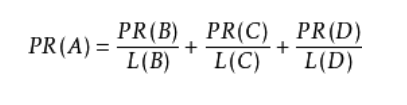 PR(A) = PR(B)/L(B) + PR(C)/L(C) + PR(D)/L(D)